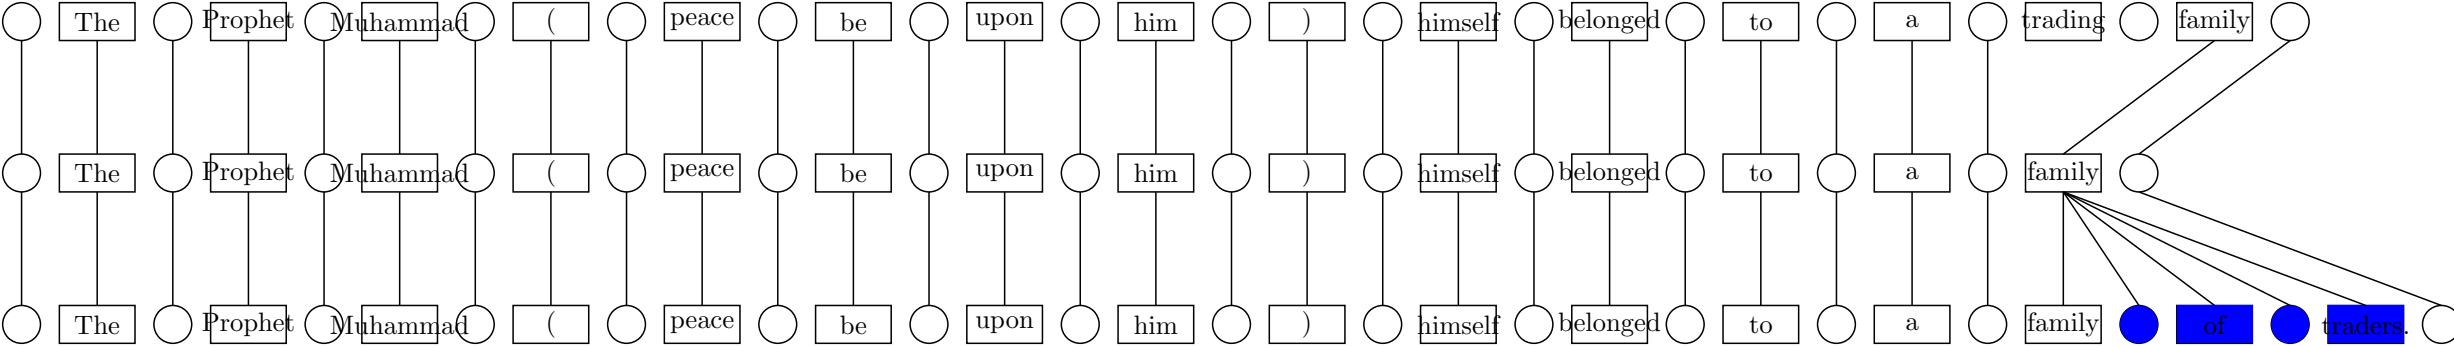 The Prophet Muhammad ( peace be upon him ) himself belonged to a trading family
The Prophet Muhammad ( peace be upon him ) himself belonged to a family
The Prophet Muhammad ( peace be upon him ) himself belonged to a family of traders.